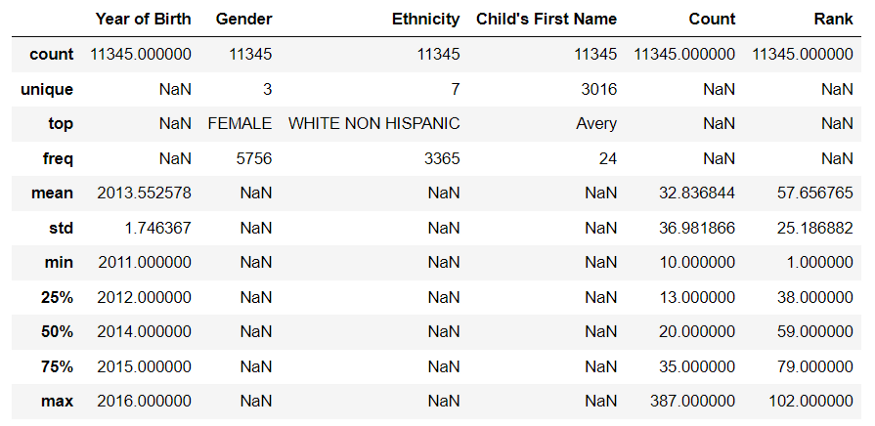 Year of Birth Gender Ethnicity Child's First Name Count Rank
count 11345.000000 11345 11345 11345 11345.000000 11345.000000
unique NaN 3 7 3016 NaN NaN
top NaN FEMALE WHITE NON HISPANIC Avery NaN NaN
freq NaN 5756 3365 24 NaN NaN
mean 2013.552578 NaN NaN NaN 32.836844 57.656765
std 1.746367 NaN NaN NaN 36.981866 25.186882
min 2011.000000 NaN NaN NaN 10.000000 1.000000
25% 2012.000000 NaN NaN NaN 13.000000 38.000000
50% 2014.000000 NaN NaN NaN 20.000000 59.000000
75% 2015.000000 NaN NaN NaN 35.000000 79.000000
max 2016.000000 NaN NaN NaN 387.000000 102.000000